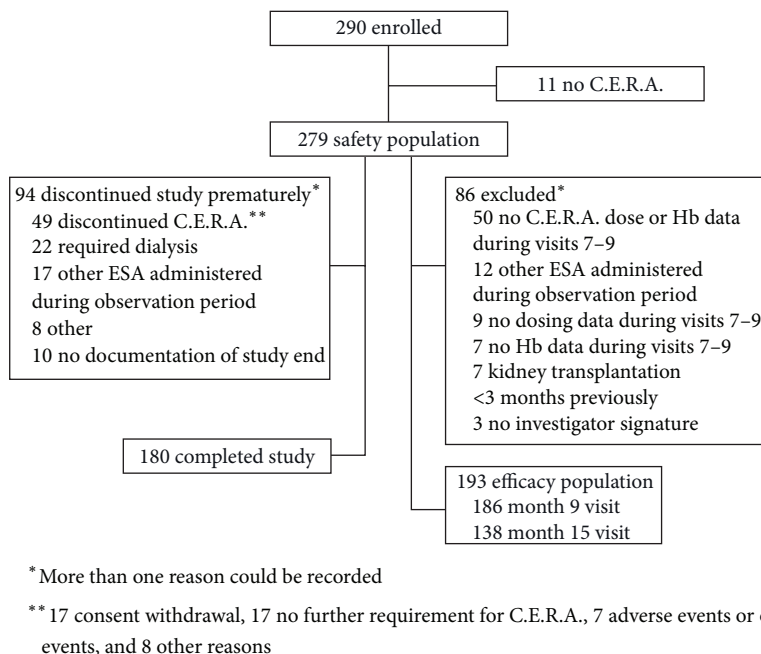 290 enrolled
11 no C.E.R.A.
279 safety population
94 discontinued study prematurely*
49 discontinued C.E.R.A.**
22 required dialysis
17 other ESA administered
during observation period
8 other
10 no documentation of study end
86 excluded*
50 no C.E.R.A. dose or Hb data
during visits 7–9
12 other ESA administered
during observation period
9 no dosing data during visits 7–9
7 no Hb data during visits 7–9
7 kidney transplantation
<3 months previously
3 no investigator signature
180 completed study
193 efficacy population
186 month 9 visit
138 month 15 visit
*More than one reason could be recorded
**17 consent withdrawal, 17 no further requirement for C.E.R.A., 7 adverse events or
events, and 8 other reasons